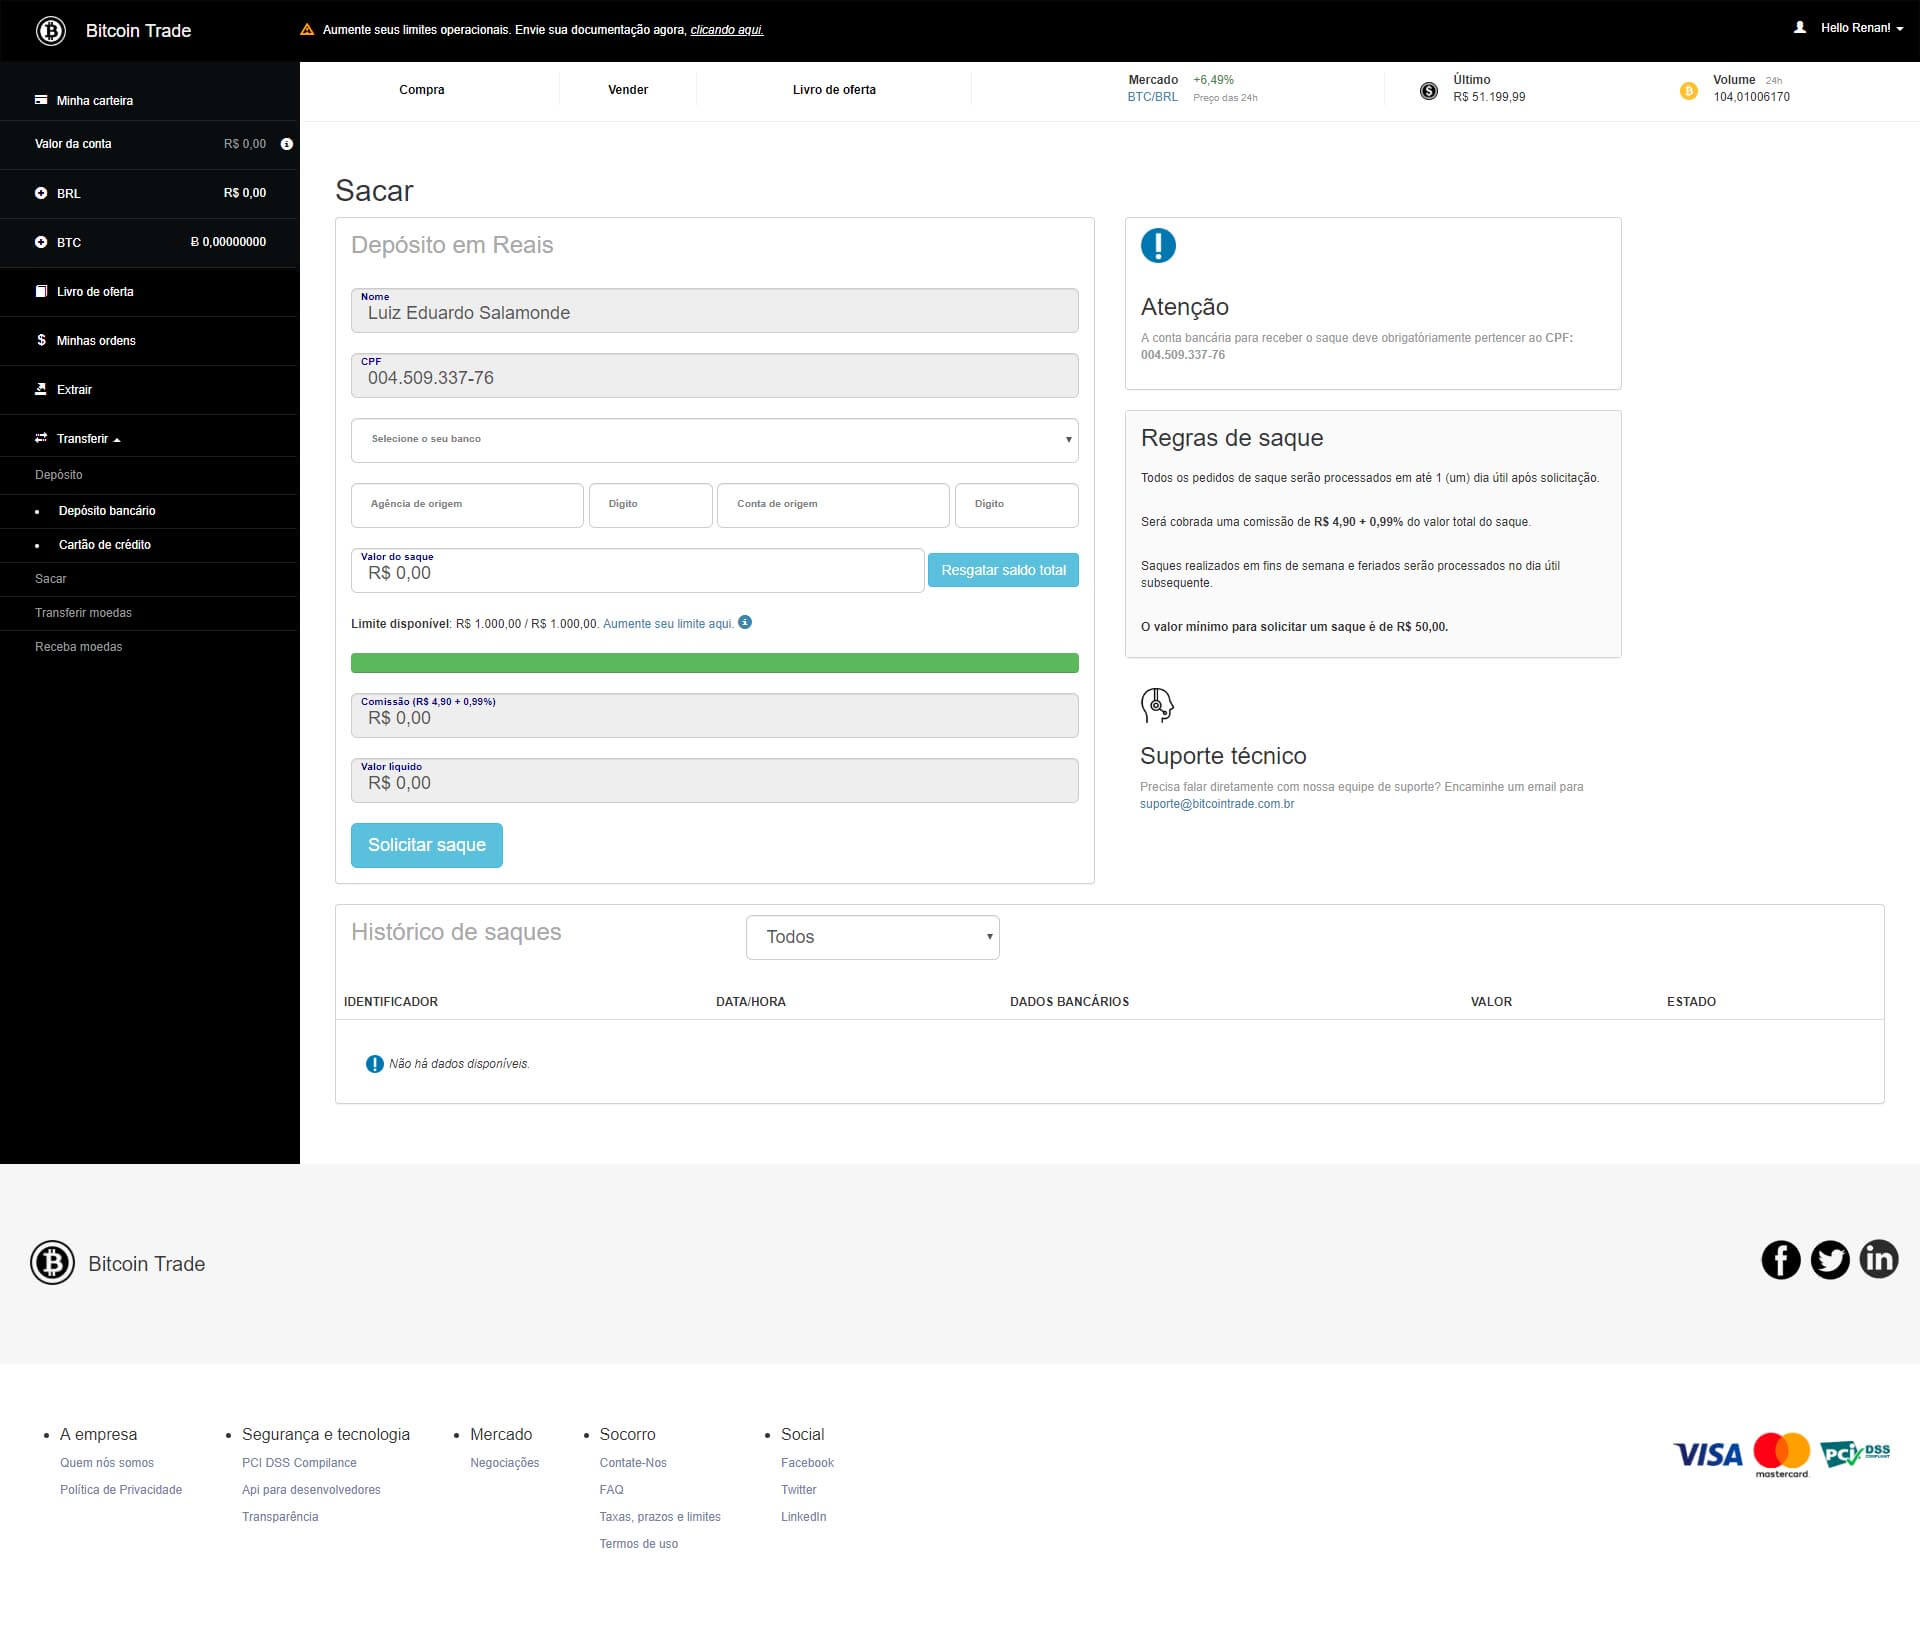 Bitcoin Trade
Aumente seus limites operacionais. Envie sua documentação agora, clicando aqui.
Hello Renan!
Minha carteira
Valor da conta R$ 0,00
BRL R$ 0,00
BTC Ƀ 0,00000000
Livro de oferta
Minhas ordens
Extrair
Transferir
Depósito
Depósito bancário
Cartão de crédito
Sacar
Transferir moedas
Receba moedas
Compra Vender Livro de oferta
Mercado +6,49%
BTC/BRL Preço das 24h
Último
R$ 51.199,99
Volume 24h
104,01006170
Sacar
Depósito em Reais
Nome
Luiz Eduardo Salamonde
CPF
004.509.337-76
Selecione o seu banco
Agência de origem Dígito Conta de origem Dígito
Valor do saque
R$ 0,00
Resgatar saldo total
Limite disponível: R$ 1.000,00 / R$ 1.000,00. Aumente seu limite aqui.
Comissão (R$ 4,90 + 0,99%)
R$ 0,00
Valor líquido
R$ 0,00
Solicitar saque
Atenção
A conta bancária para receber o saque deve obrigatóriamente pertencer ao CPF:
004.509.337-76
Regras de saque
Todos os pedidos de saque serão processados em até 1 (um) dia útil após solicitação.
Será cobrada uma comissão de R$ 4,90 + 0,99% do valor total do saque.
Saques realizados em fins de semana e feriados serão processados no dia útil
subsequente.
O valor mínimo para solicitar um saque é de R$ 50,00.
Suporte técnico
Precisa falar diretamente com nossa equipe de suporte? Encaminhe um email para
suporte@bitcointrade.com.br
Histórico de saques
Todos
IDENTIFICADOR DATA/HORA DADOS BANCÁRIOS VALOR ESTADO
Não há dados disponíveis.
Bitcoin Trade
A empresa
Quem nós somos
Política de Privacidade
Segurança e tecnologia
PCI DSS Compilance
Api para desenvolvedores
Transparência
Mercado
Negociações
Socorro
Contate-Nos
FAQ
Taxas, prazos e limites
Termos de uso
Social
Facebook
Twitter
LinkedIn
VISA
mastercard
PCI DSS
COMPLIANT